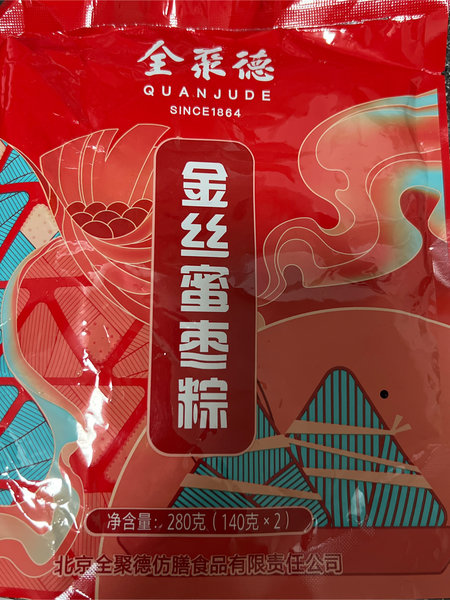 全聚德
QUANJUDE
SINCE1864
金丝蜜枣粽
净含量: 280克（140克×2）
北京全聚德仿膳食品有限责任公司